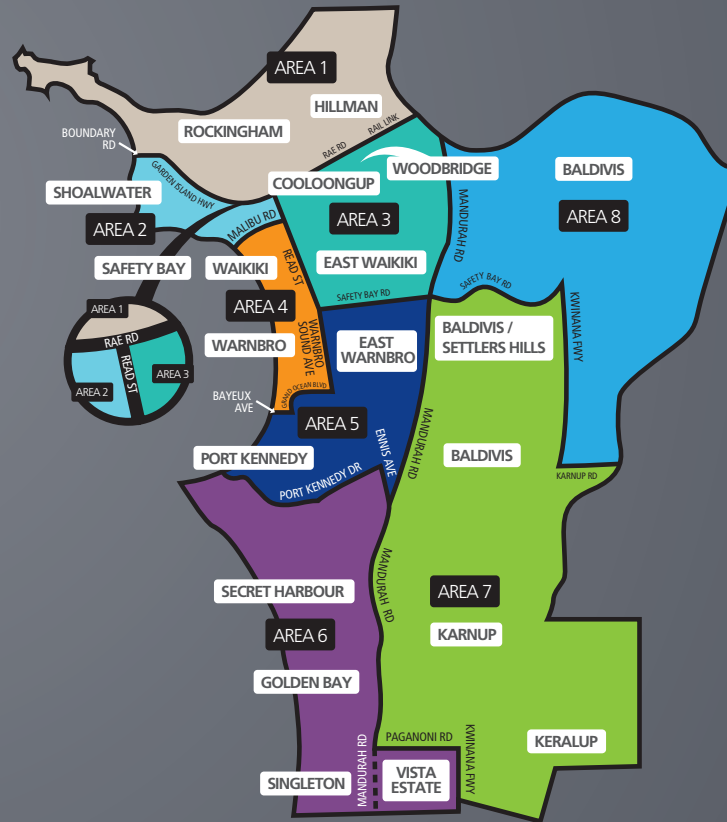 AREA 1
HILLMAN
ROCKINGHAM
RAIL LINK
RAE RD
BOUNDARY
RD
GARDEN ISLAND HWY
SHOALWATER
AREA 2
SAFETY BAY
MALIBU RD
COOLOONGUP
WOODBRIDGE
AREA 3
EAST WAIKIKI
SAFETY BAY RD
MANDURAH RD
BALDIVIS
AREA 8
SAFETY BAY RD
KWINANA FWY
WAIKIKI
READ ST
AREA 4
WARNBRO
WARNBRO
SOUND AVE
GRAND OCEAN BLVD
BAYEUX
AVE
AREA 1
RAE RD
READ ST
AREA 2
AREA 3
EAST
WARNBRO
BALDIVIS /
SETTLERS HILLS
AREA 5
ENNIS AVE
MANDURAH RD
PORT KENNEDY
PORT KENNEDY DR
BALDIVIS
KARNUP RD
MANDURAH RD
SECRET HARBOUR
AREA 6
GOLDEN BAY
AREA 7
KARNUP
PAGANONI RD
KWINANA FWY
KERALUP
MANDURAH RD
SINGLETON
VISTA
ESTATE